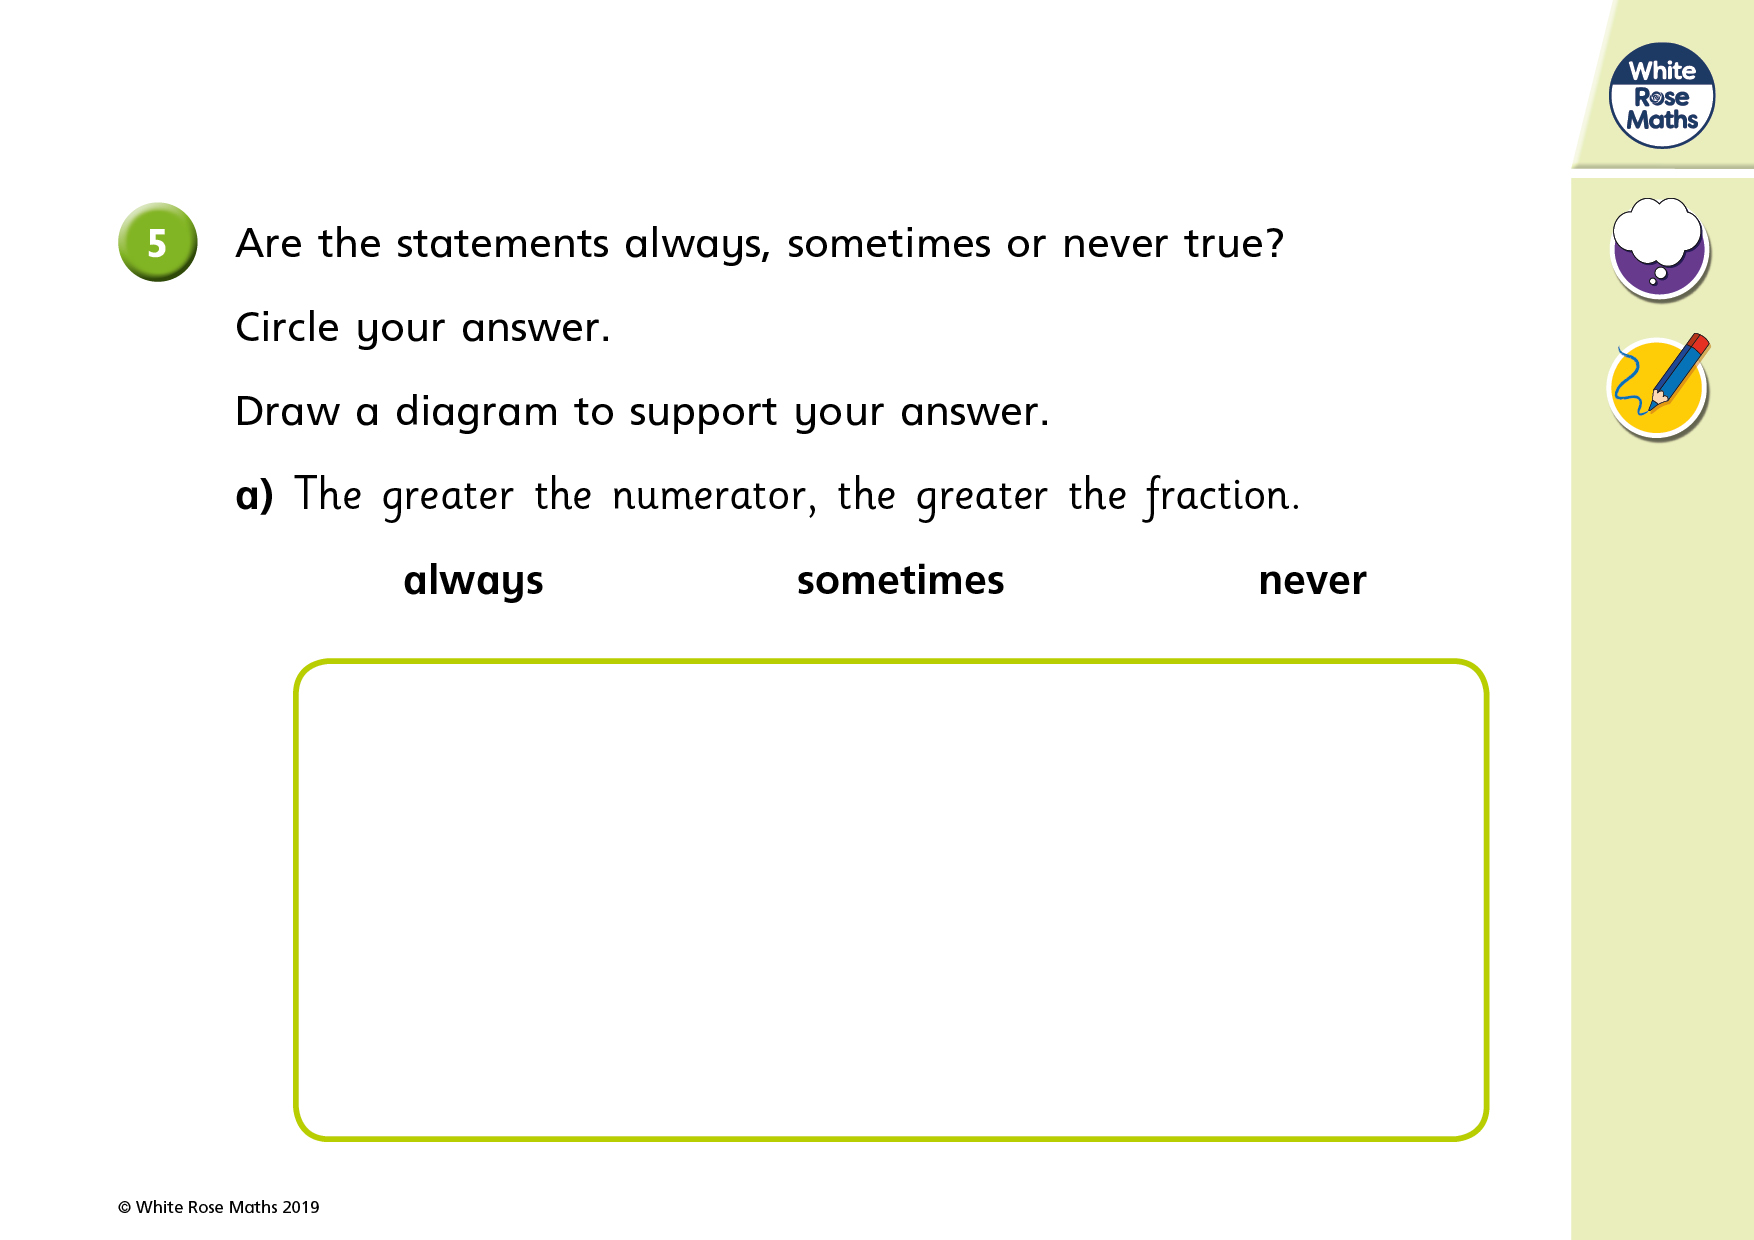 White
Rose
Maths
5 Are the statements always, sometimes or never true?
Circle your answer.
Draw a diagram to support your answer.
a) The greater the numerator, the greater the fraction.
always sometimes never
© White Rose Maths 2019